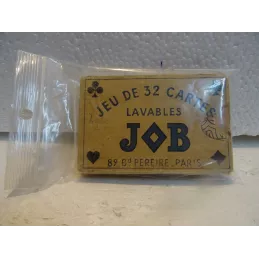 JEU DE 32 CARTES
LAVABLES
JOB
89, Bd PEREIRE, PARIS